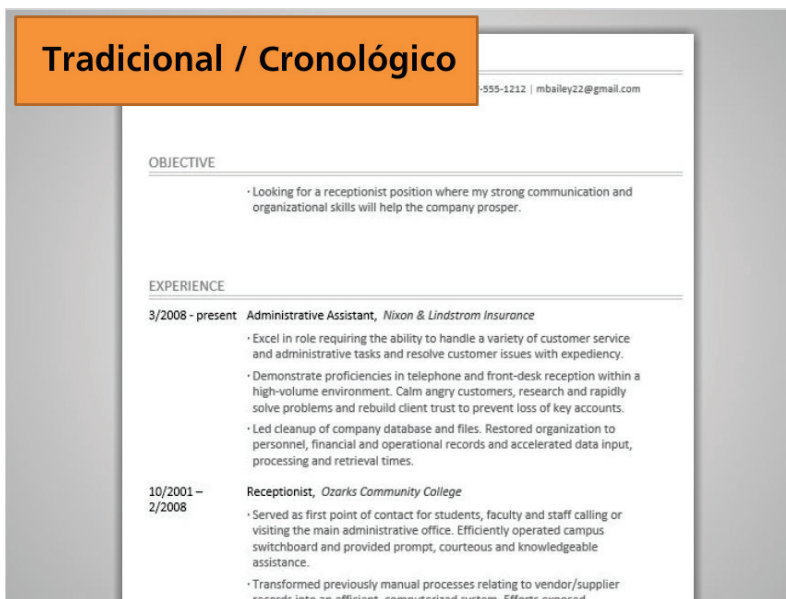 Tradicional / Cronológico
-555-1212 | mbailey22@gmail.com
OBJECTIVE
· Looking for a receptionist position where my strong communication and
organizational skills will help the company prosper.
EXPERIENCE
3/2008 - present Administrative Assistant, Nixon & Lindstrom Insurance
· Excel in role requiring the ability to handle a variety of customer service
and administrative tasks and resolve customer issues with expediency.
· Demonstrate proficiencies in telephone and front-desk reception within a
high-volume environment. Calm angry customers, research and rapidly
solve problems and rebuild client trust to prevent loss of key accounts.
· Led cleanup of company database and files. Restored organization to
personnel, financial and operational records and accelerated data input,
processing and retrieval times.
10/2001 – Receptionist, Ozarks Community College
2/2008
· Served as first point of contact for students, faculty and staff calling or
visiting the main administrative office. Efficiently operated campus
switchboard and provided prompt, courteous and knowledgeable
assistance.
· Transformed previously manual processes relating to vendor/supplier
records into an efficient, computerized system. Efforts exposed